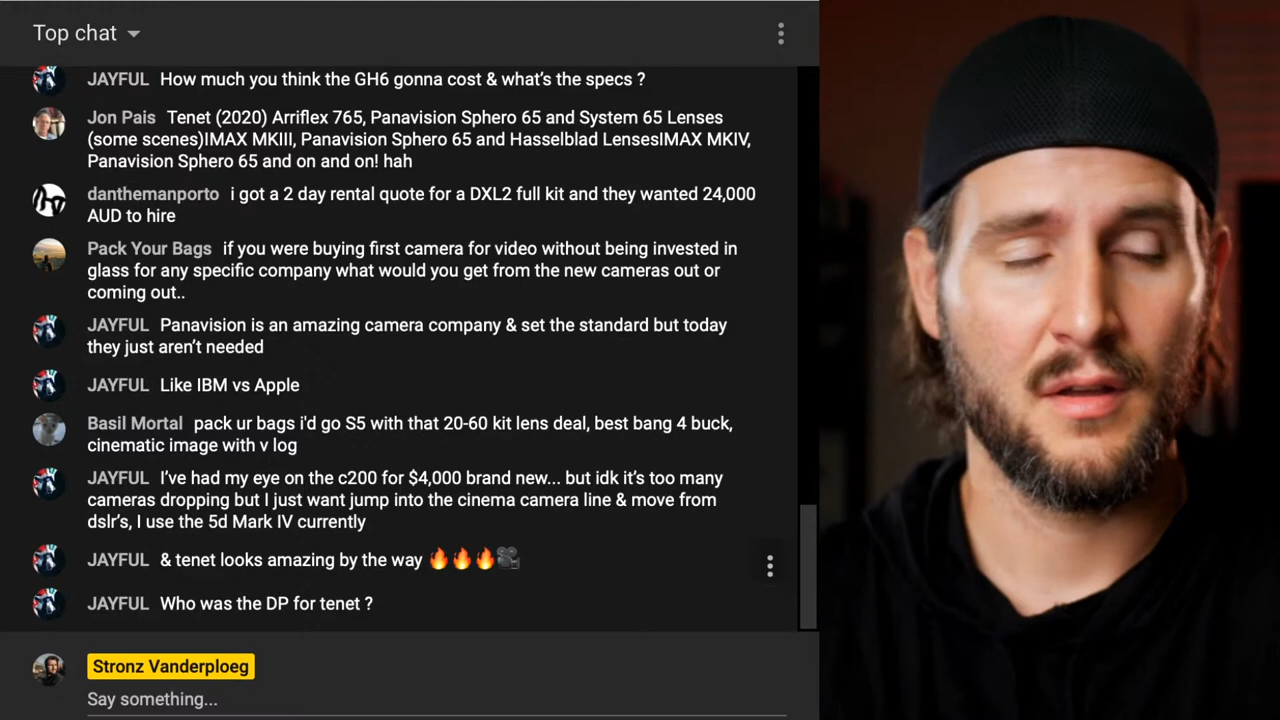 Top chat
JAYFUL How much you think the GH6 gonna cost & what's the specs ?
Jon Pais Tenet (2020) Arriflex 765, Panavision Sphero 65 and System 65 Lenses
(some scenes)IMAX MKIII, Panavision Sphero 65 and Hasselblad LensesIMAX MKIV,
Panavision Sphero 65 and on and on! hah
danthemanporto i got a 2 day rental quote for a DXL2 full kit and they wanted 24,000
AUD to hire
Pack Your Bags if you were buying first camera for video without being invested in
glass for any specific company what would you get from the new cameras out or
coming out..
JAYFUL Panavision is an amazing camera company & set the standard but today
they just aren't needed
JAYFUL Like IBM vs Apple
Basil Mortal pack ur bags i'd go S5 with that 20-60 kit lens deal, best bang 4 buck,
cinematic image with v log
JAYFUL I've had my eye on the c200 for $4,000 brand new... but idk it's too many
cameras dropping but I just want jump into the cinema camera line & move from
dslr's, I use the 5d Mark IV currently
JAYFUL & tenet looks amazing by the way 🔥🔥🔥🎥
JAYFUL Who was the DP for tenet ?
Stronz Vanderploeg
Say something...